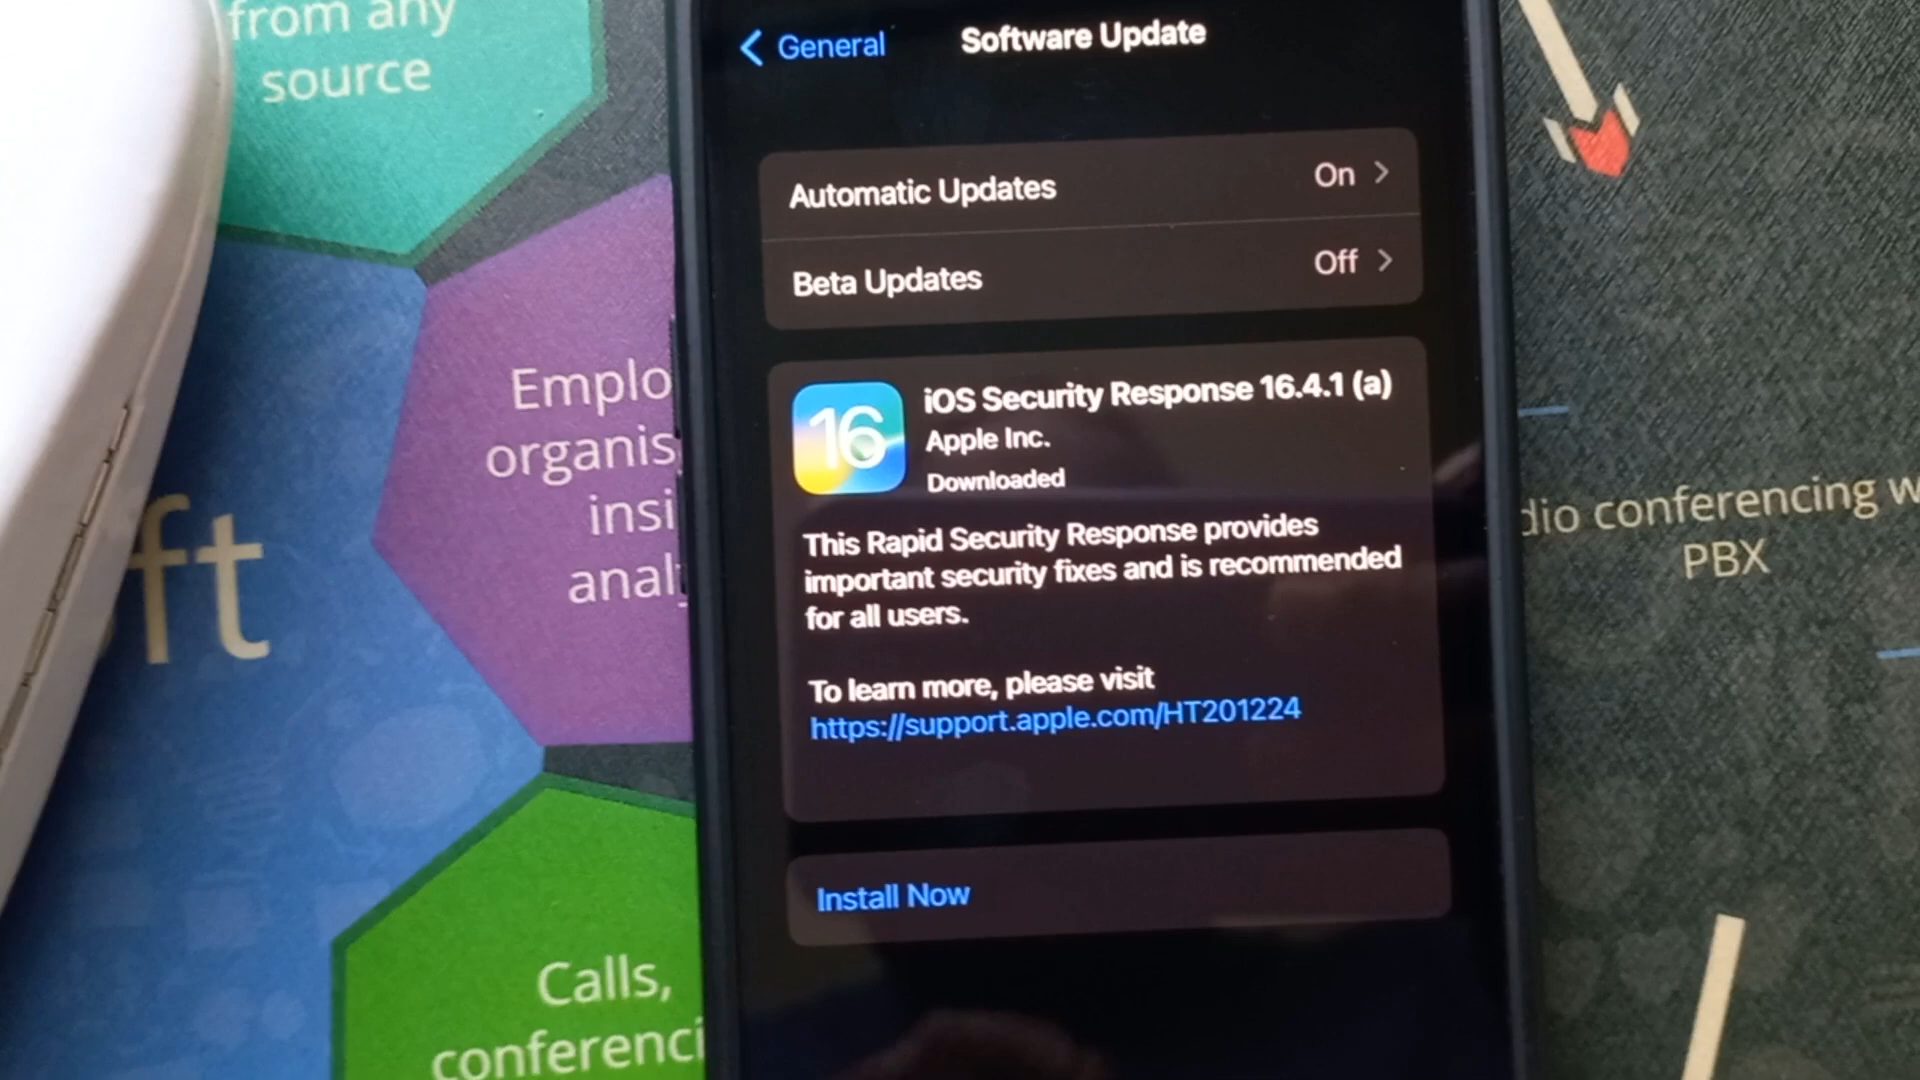 from any
source
General
Software Update
Automatic Updates
On
Beta Updates
Off
16
iOS Security Response 16.4.1 (a)
Apple Inc.
Downloaded
This Rapid Security Response provides
important security fixes and is recommended
for all users.
To learn more, please visit
https://support.apple.com/HT201224
Install Now
Emplo
organis
insi
anal
ft
Calls,
conferenci
dio conferencing w
PBX